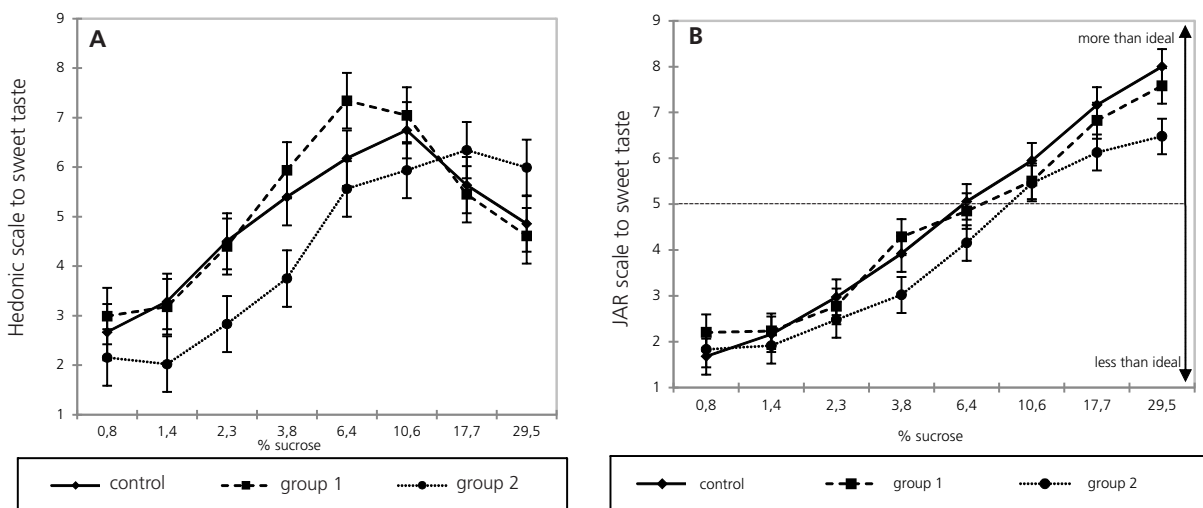 A
Hedonic scale to sweet taste
9
8
7
6
5
4
3
2
1
0,8 1,4 2,3 3,8 6,4 10,6 17,7 29,5
% sucrose
control group 1 group 2
B
JAR scale to sweet taste
more than ideal
9
8
7
6
5
4
3
2
1
less than ideal
0,8 1,4 2,3 3,8 6,4 10,6 17,7 29,5
% sucrose
control group 1 group 2